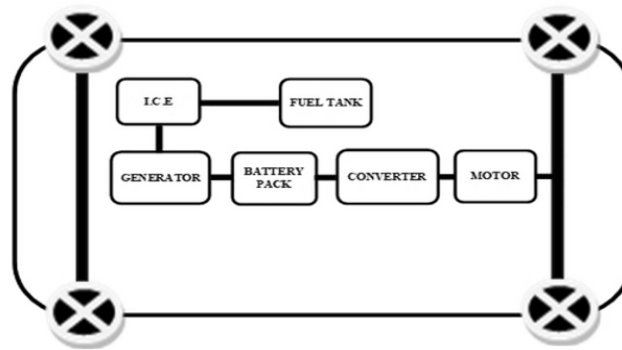 I.C.E
FUEL TANK
GENERATOR
BATTERY
PACK
CONVERTER
MOTOR